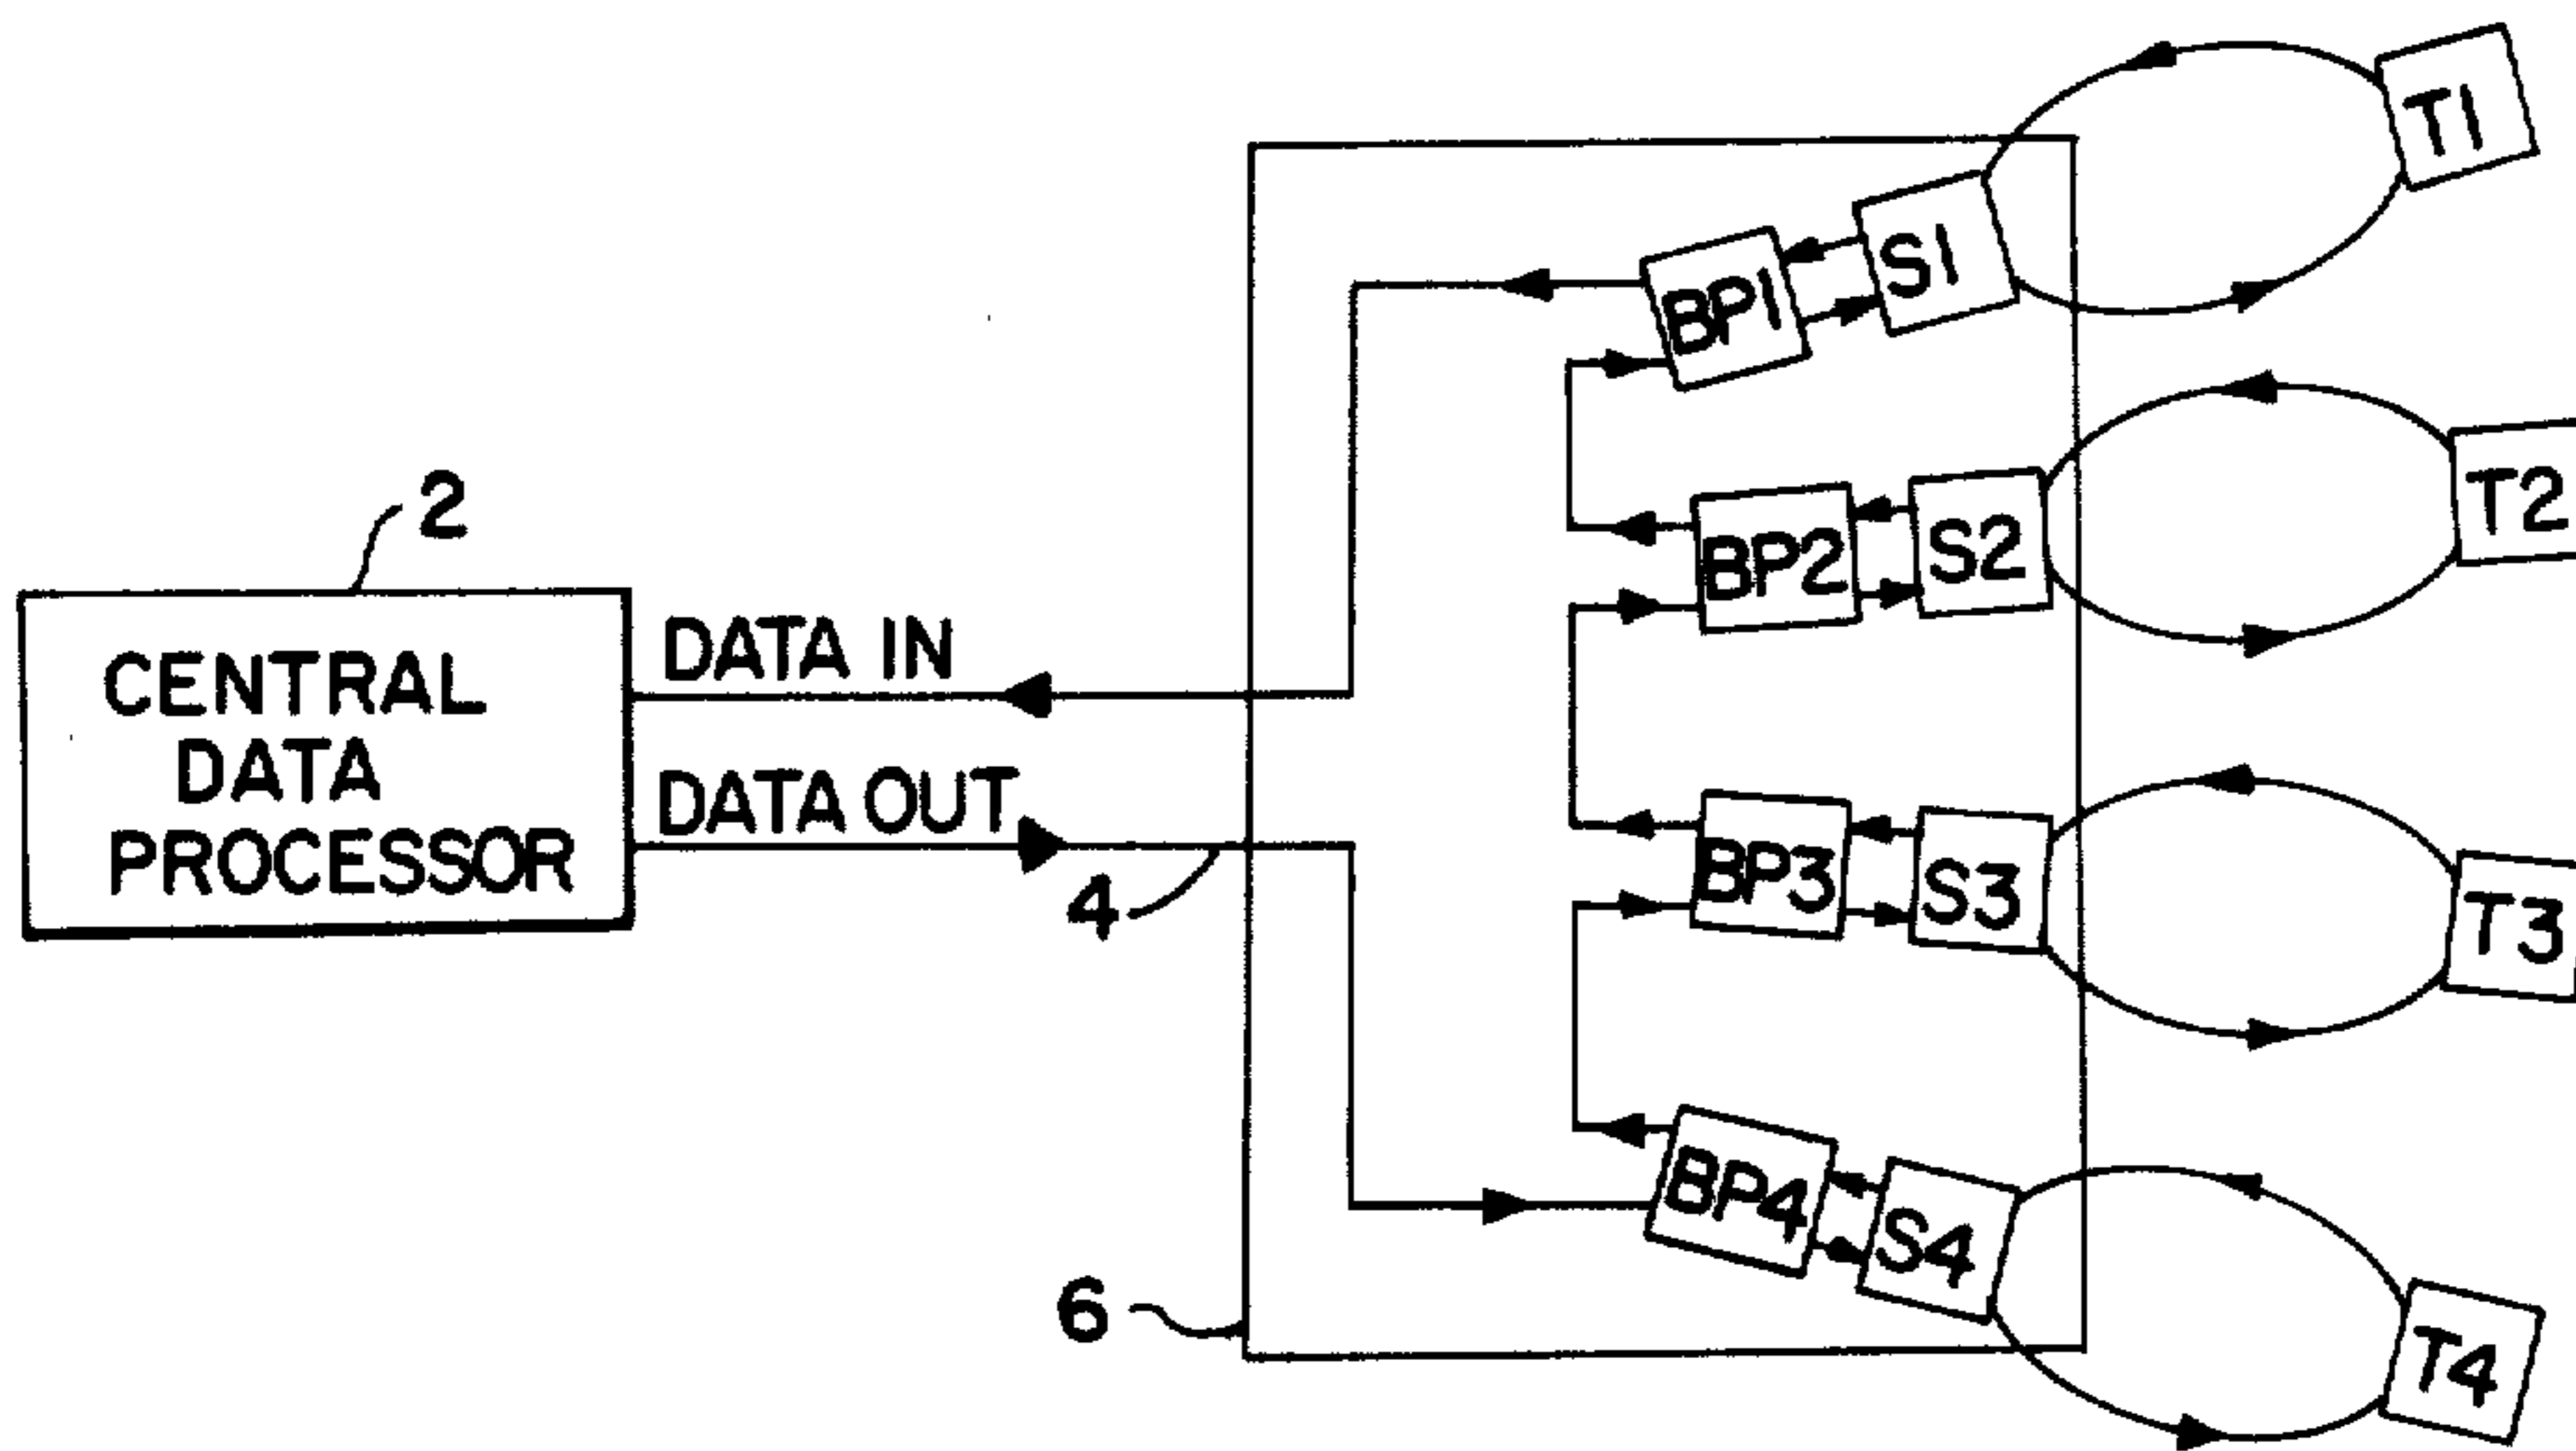 2
CENTRAL
DATA
PROCESSOR
DATA IN
DATA OUT
4
6
BP1
S1
T1
BP2
S2
T2
BP3
S3
T3
BP4
S4
T4